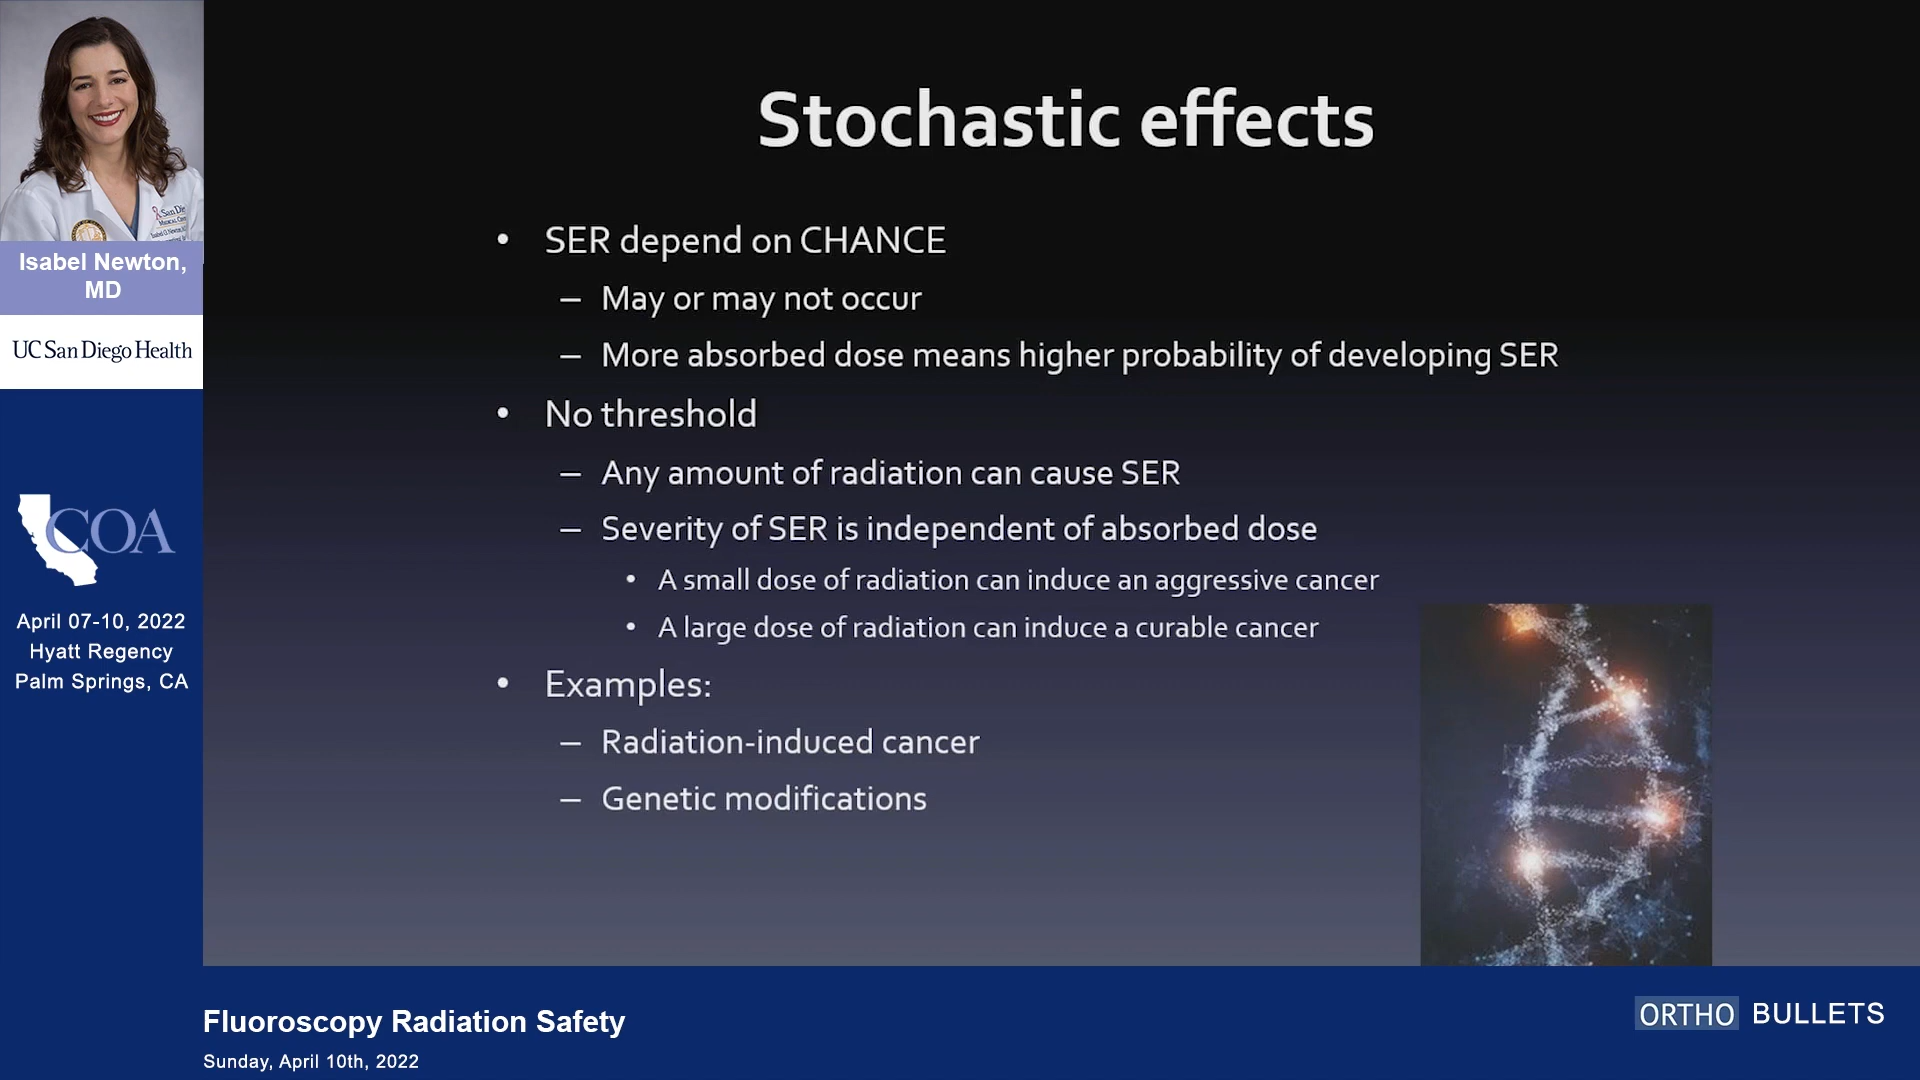 Stochastic effects
• SER depend on CHANCE
– May or may not occur
– More absorbed dose means higher probability of developing SER
• No threshold
– Any amount of radiation can cause SER
– Severity of SER is independent of absorbed dose
• A small dose of radiation can induce an aggressive cancer
• A large dose of radiation can induce a curable cancer
• Examples:
– Radiation-induced cancer
– Genetic modifications
Isabel Newton,
MD
UC San Diego Health
COA
April 07-10, 2022
Hyatt Regency
Palm Springs, CA
Fluoroscopy Radiation Safety
Sunday, April 10th, 2022
ORTHO BULLETS